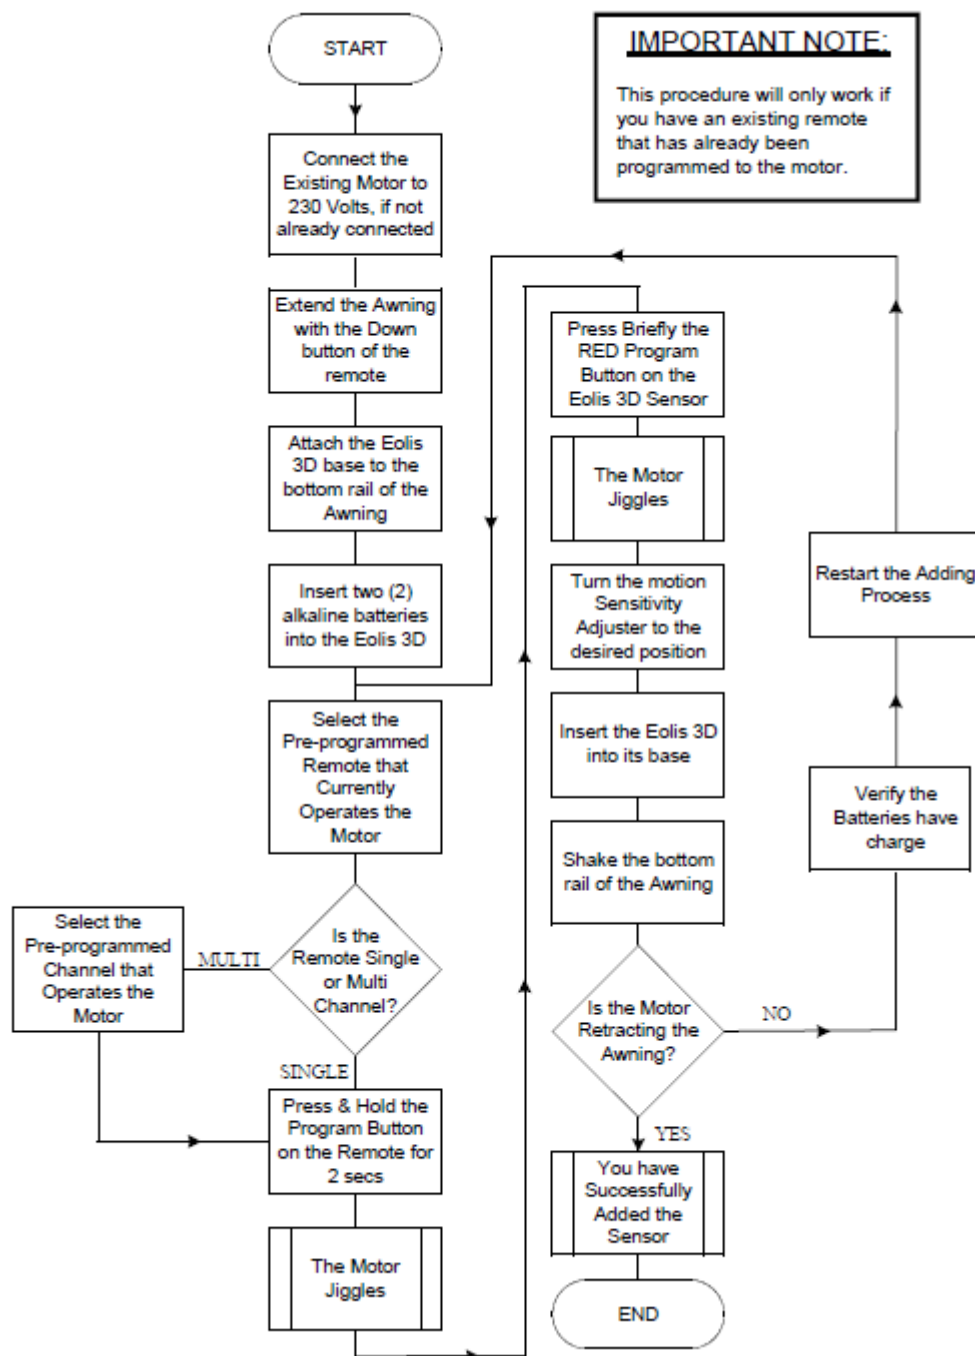 START
IMPORTANT NOTE:
This procedure will only work if
you have an existing remote
that has already been
programmed to the motor.
Connect the
Existing Motor to
230 Volts, if not
already connected
Extend the Awning
with the Down
button of the
remote
Attach the Eolis
3D base to the
bottom rail of the
Awning
Insert two (2)
alkaline batteries
into the Eolis 3D
Select the
Pre-programmed
Remote that
Currently
Operates the
Motor
Is the
Remote Single
or Multi
Channel?
MULTI
Select the
Pre-programmed
Channel that
Operates the
Motor
SINGLE
Press & Hold the
Program Button
on the Remote for
2 secs
The Motor
Jiggles
Press Briefly the
RED Program
Button on the
Eolis 3D Sensor
The Motor
Jiggles
Turn the motion
Sensitivity
Adjuster to the
desired position
Insert the Eolis 3D
into its base
Shake the bottom
rail of the Awning
Is the Motor
Retracting the
Awning?
NO
Verify the
Batteries have
charge
Restart the Adding
Process
YES
You have
Successfully
Added the
Sensor
END